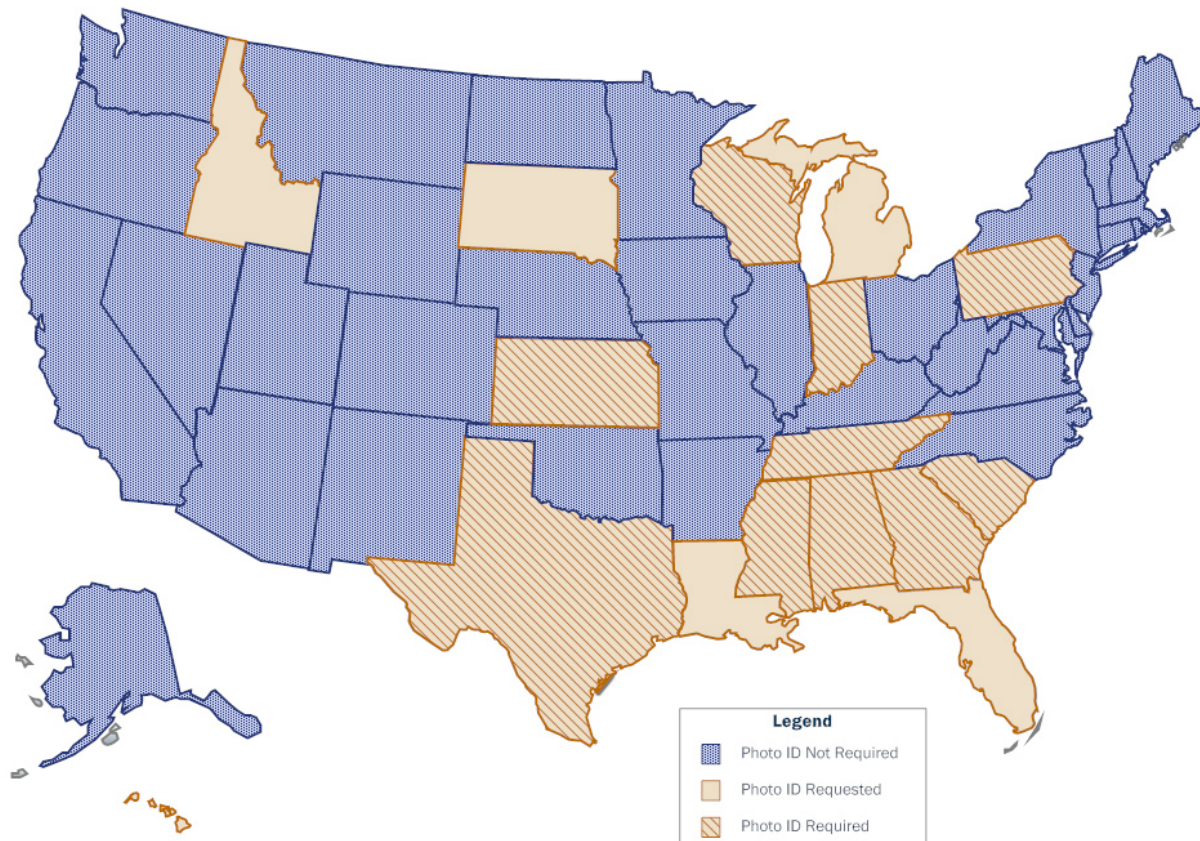 Legend
Photo ID Not Required
Photo ID Requested
Photo ID Required